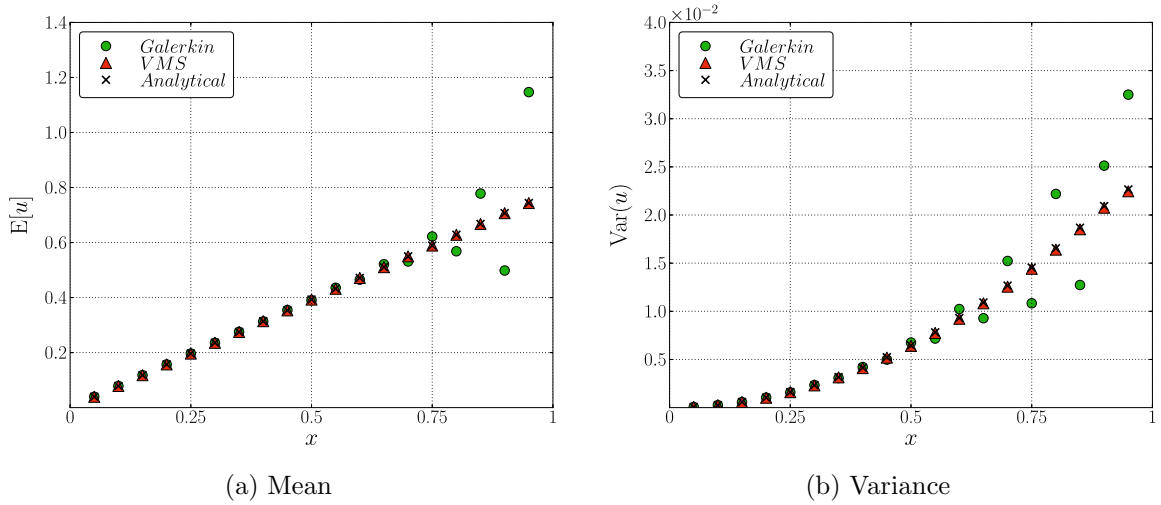 1.4
1.2
1.0
0.8
0.6
0.4
0.2
0
0.25
0.5
0.75
1
E[u]
x
Galerkin
VMS
Analytical
(a) Mean
×10⁻²
4.0
3.5
3.0
2.5
2.0
1.5
1.0
0.5
0
0.25
0.5
0.75
1
Var(u)
x
Galerkin
VMS
Analytical
(b) Variance